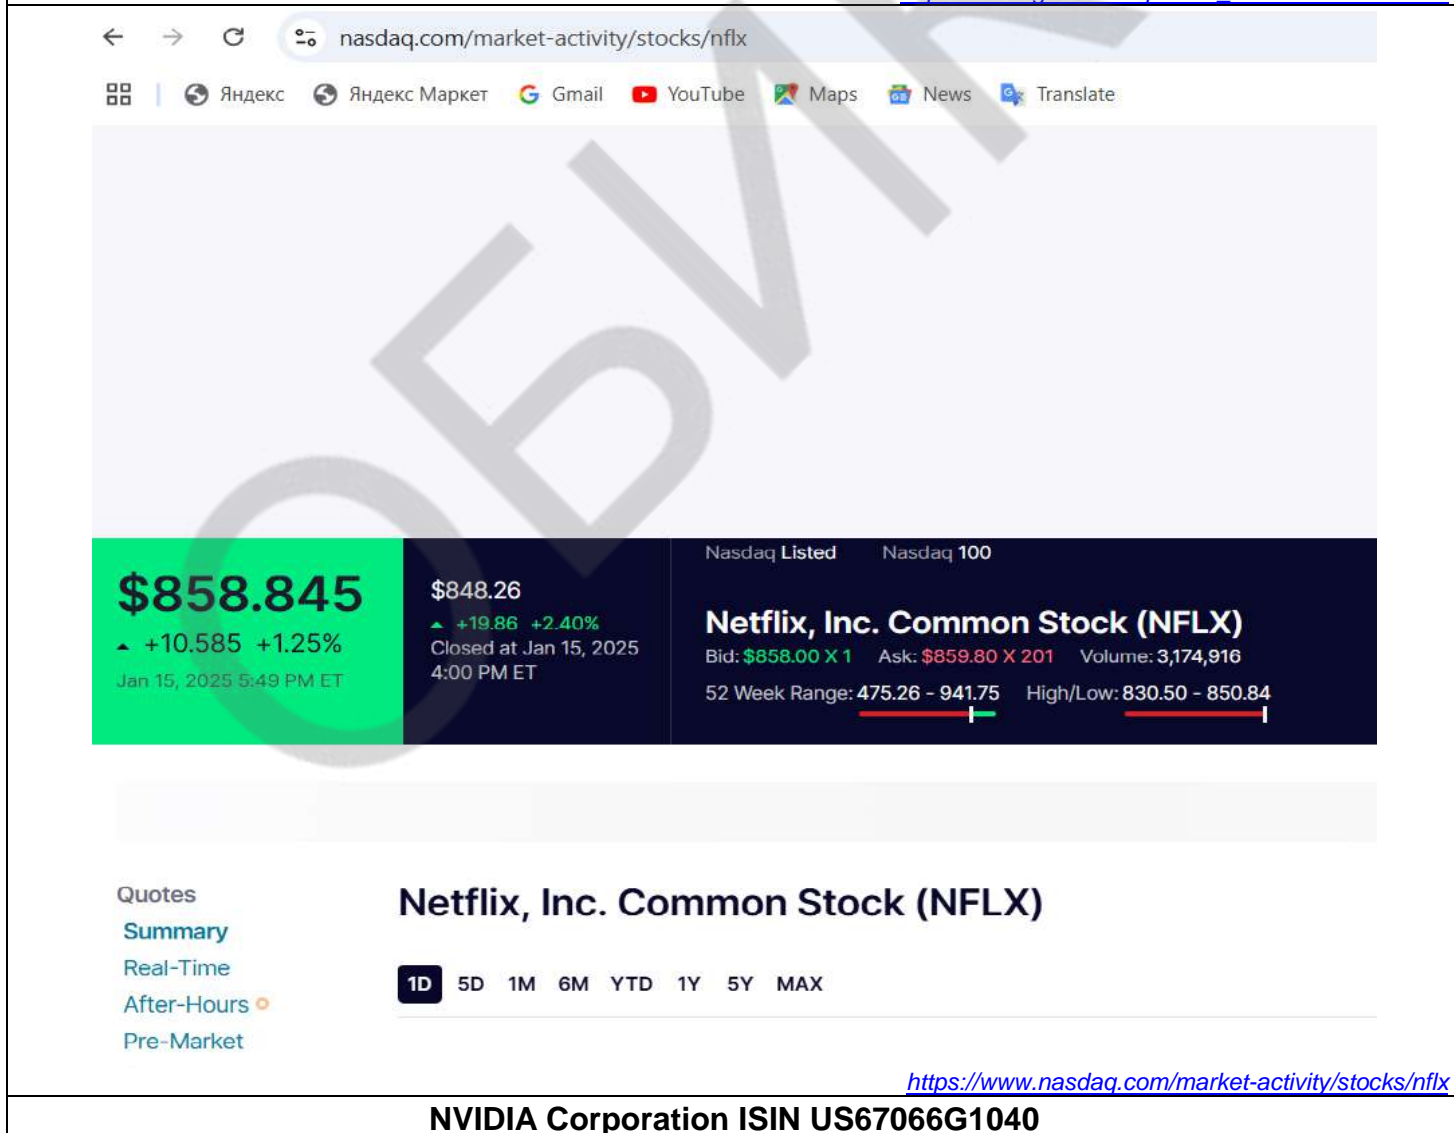 nasdaq.com/market-activity/stocks/nflx
Яндекс Яндекс Маркет Gmail YouTube Maps News Translate
ОБИ
Nasdaq Listed Nasdaq 100
$858.845
+10.585 +1.25%
Jan 15, 2025 5:49 PM ET
$848.26
+19.86 +2.40%
Closed at Jan 15, 2025
4:00 PM ET
Netflix, Inc. Common Stock (NFLX)
Bid: $858.00 X 1 Ask: $859.80 X 201 Volume: 3,174,916
52 Week Range: 475.26 - 941.75 High/Low: 830.50 - 850.84
Quotes
Summary
Real-Time
After-Hours
Pre-Market
Netflix, Inc. Common Stock (NFLX)
1D 5D 1M 6M YTD 1Y 5Y MAX
https://www.nasdaq.com/market-activity/stocks/nflx
NVIDIA Corporation ISIN US67066G1040